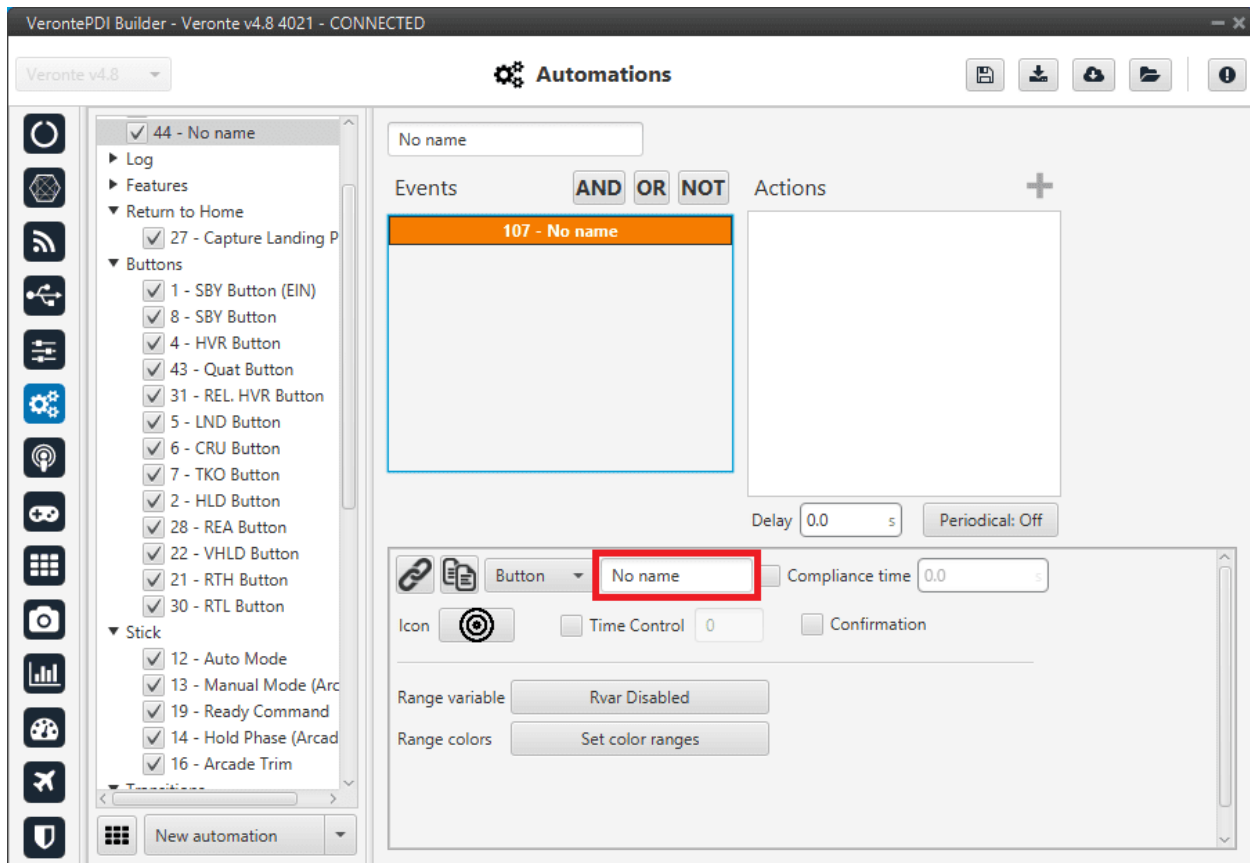 VerontePDI Builder - Veronte v4.8 4021 - CONNECTED
Veronte v4.8
Automations
44 - No name
Log
Features
Return to Home
27 - Capture Landing P
Buttons
1 - SBY Button (EIN)
8 - SBY Button
4 - HVR Button
43 - Quat Button
31 - REL. HVR Button
5 - LND Button
6 - CRU Button
7 - TKO Button
2 - HLD Button
28 - REA Button
22 - VHLD Button
21 - RTH Button
30 - RTL Button
Stick
12 - Auto Mode
13 - Manual Mode (Arc
19 - Ready Command
14 - Hold Phase (Arcad
16 - Arcade Trim
Transitions
New automation
No name
Events AND OR NOT Actions
107 - No name
Delay 0.0 s Periodical: Off
Button No name Compliance time 0.0 s
Icon Time Control 0 Confirmation
Range variable Rvar Disabled
Range colors Set color ranges